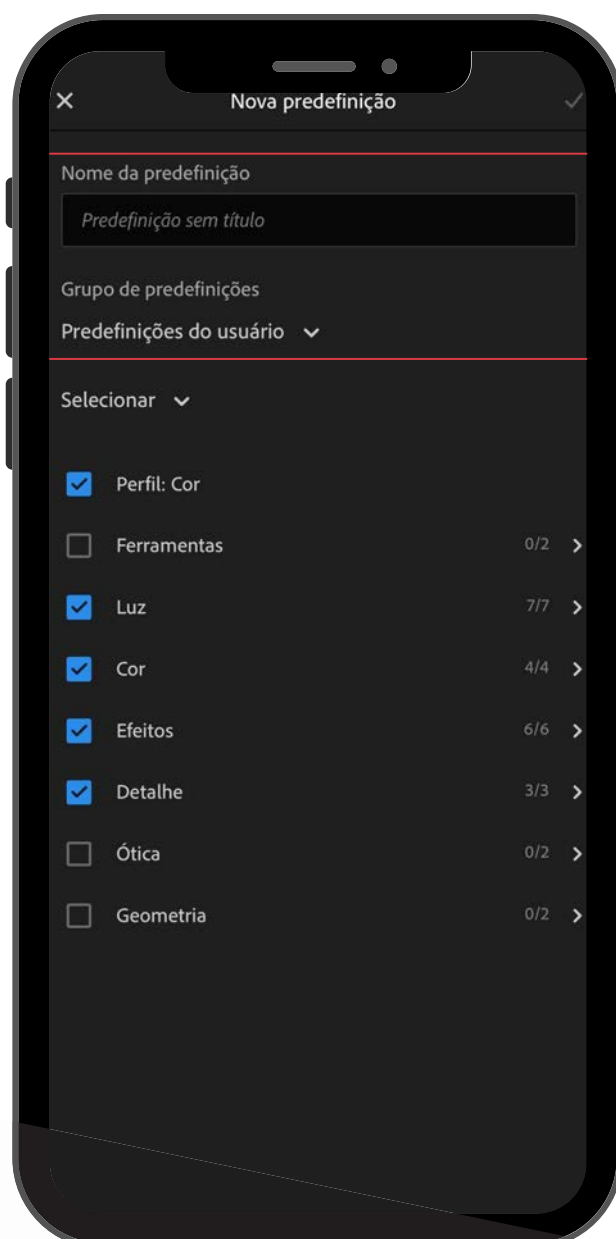 Nova predefinição
Nome da predefinição
Predefinição sem título
Grupo de predefinições
Predefinições do usuário
Selecionar
Perfil: Cor
Ferramentas 0/2
Luz 7/7
Cor 4/4
Efeitos 6/6
Detalhe 3/3
Ótica 0/2
Geometria 0/2